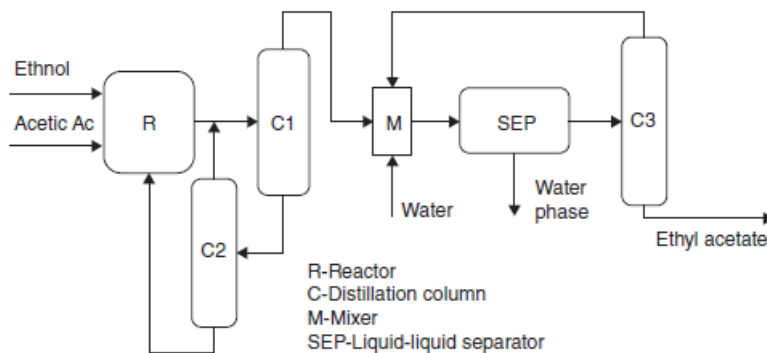 Ethnol
Acetic Ac
R
C1
C2
M
SEP
C3
Water
Water
phase
Ethyl acetate
R-Reactor
C-Distillation column
M-Mixer
SEP-Liquid-liquid separator